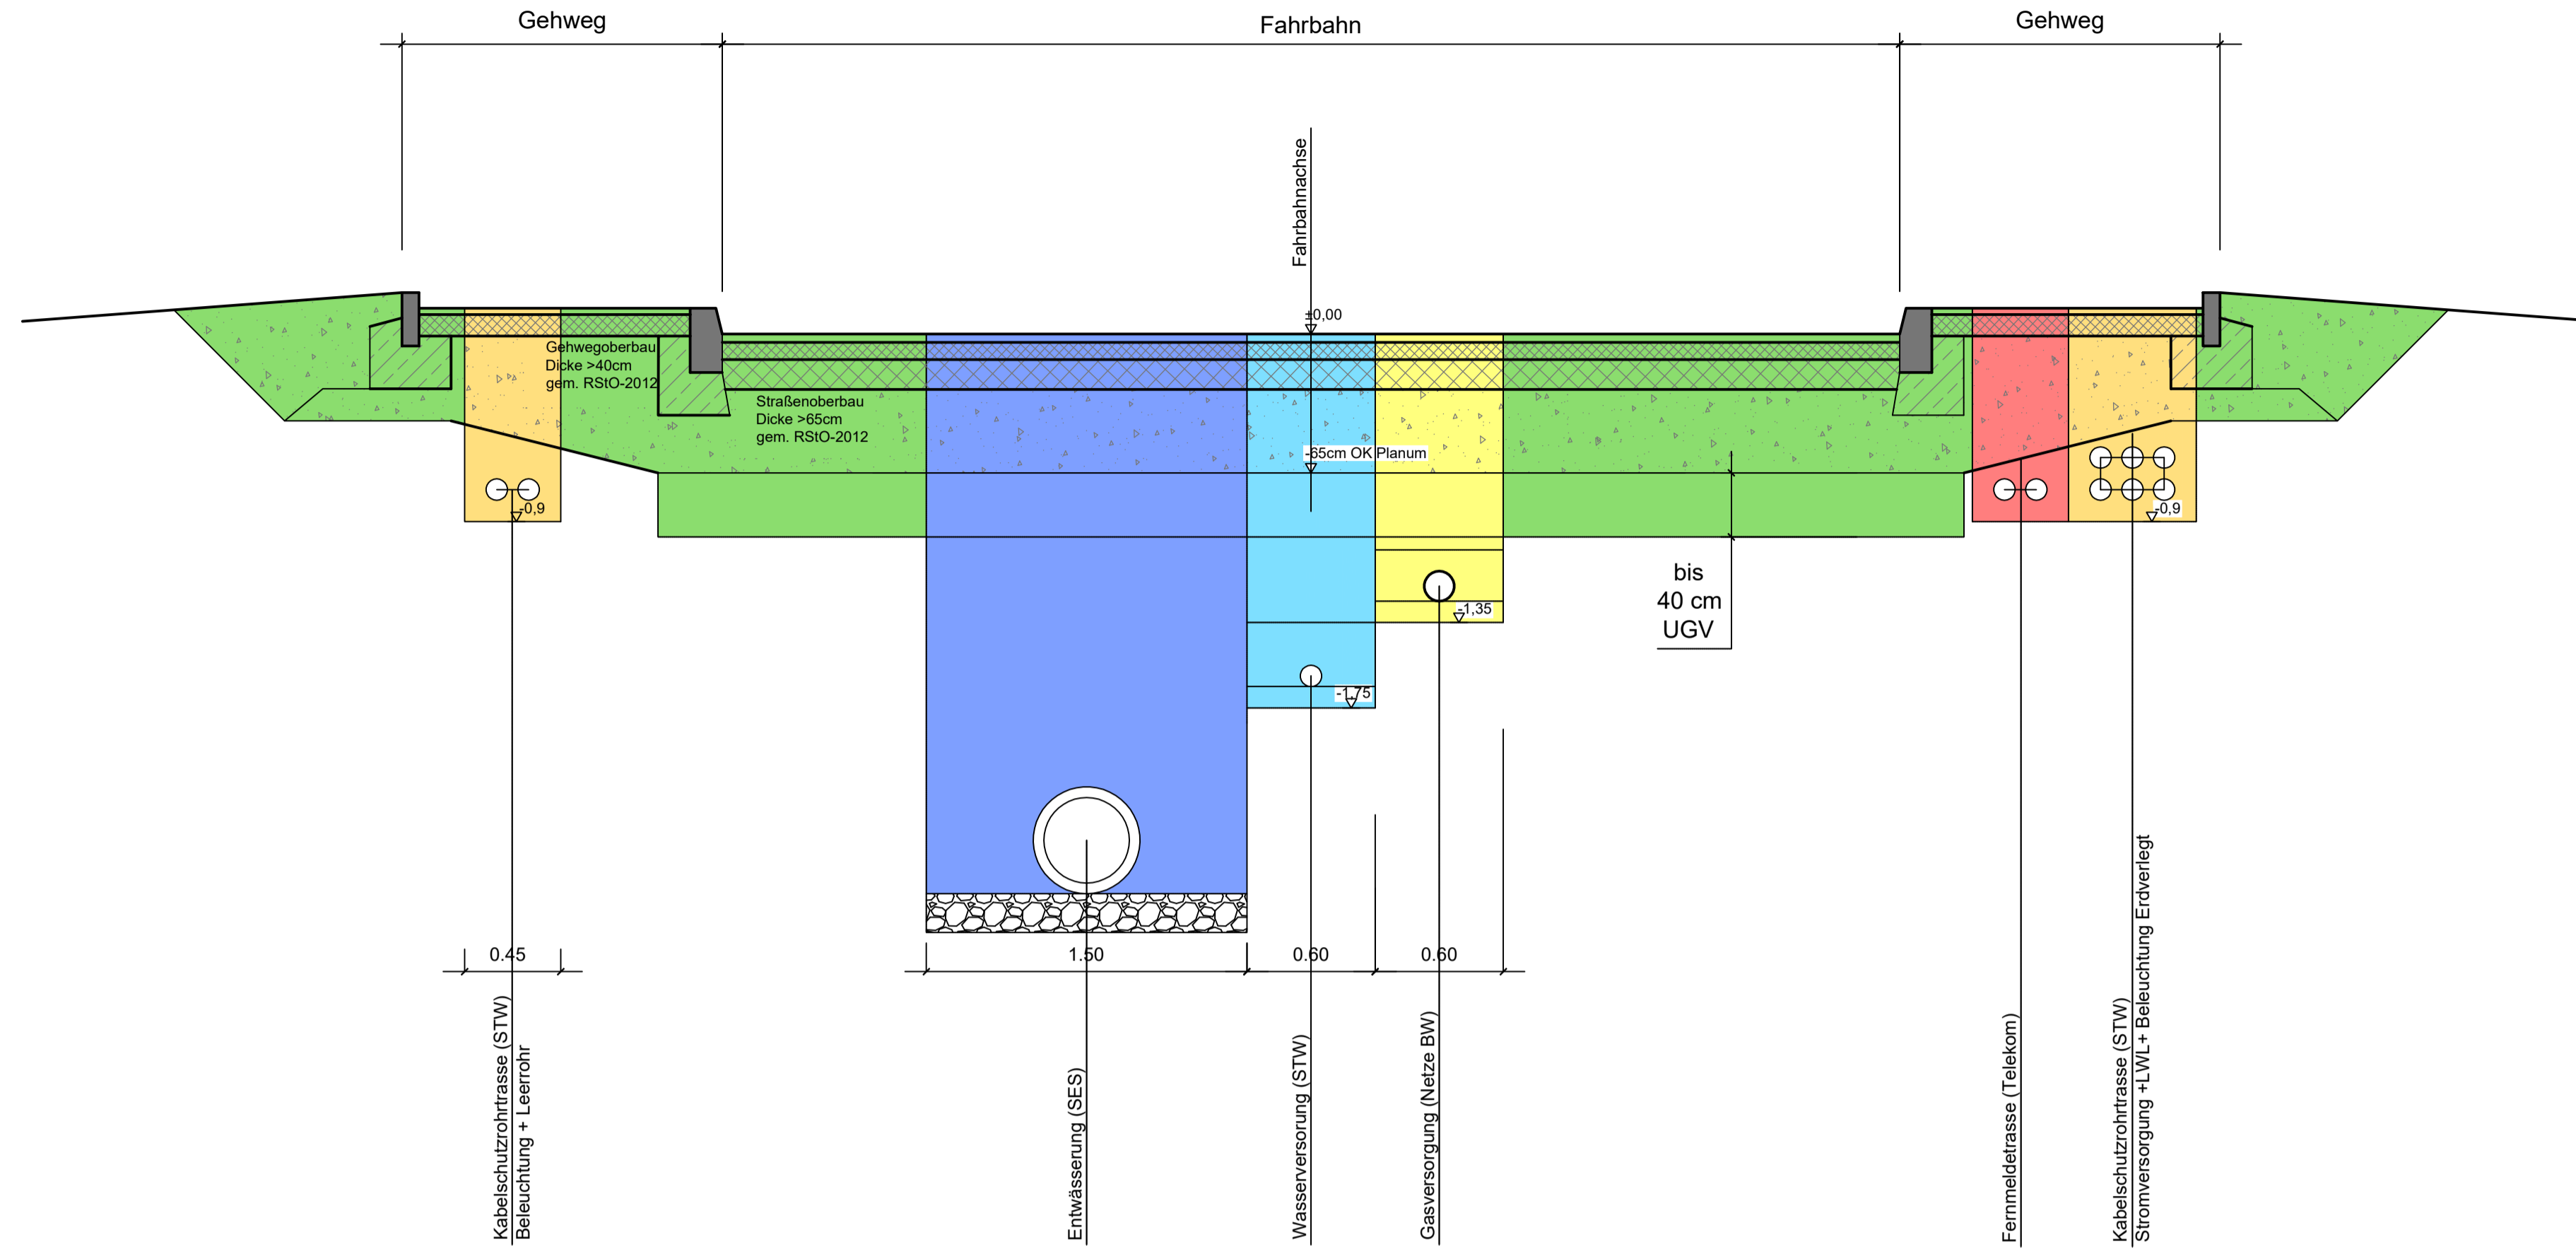 Gehweg
Fahrbahn
Gehweg
Fahrbahnachse
±0,00
Gehwegoberbau
Dicke >40cm
gem. RStO-2012
Straßenoberbau
Dicke >65cm
gem. RStO-2012
-65cm OK Planum
-0,9
-0,9
bis
40 cm
UGV
-1,35
-1,75
0.45
1.50
0.60
0.60
Kabelschutzrohrtrasse (STW)
Beleuchtung + Leerrohr
Entwässerung (SES)
Wasserversorung (STW)
Gasversorgung (Netze BW)
Fernmeldetrasse (Telekom)
Kabelschutzrohrtrasse (STW)
Stromversorgung +LWL+ Beleuchtung Erdverlegt